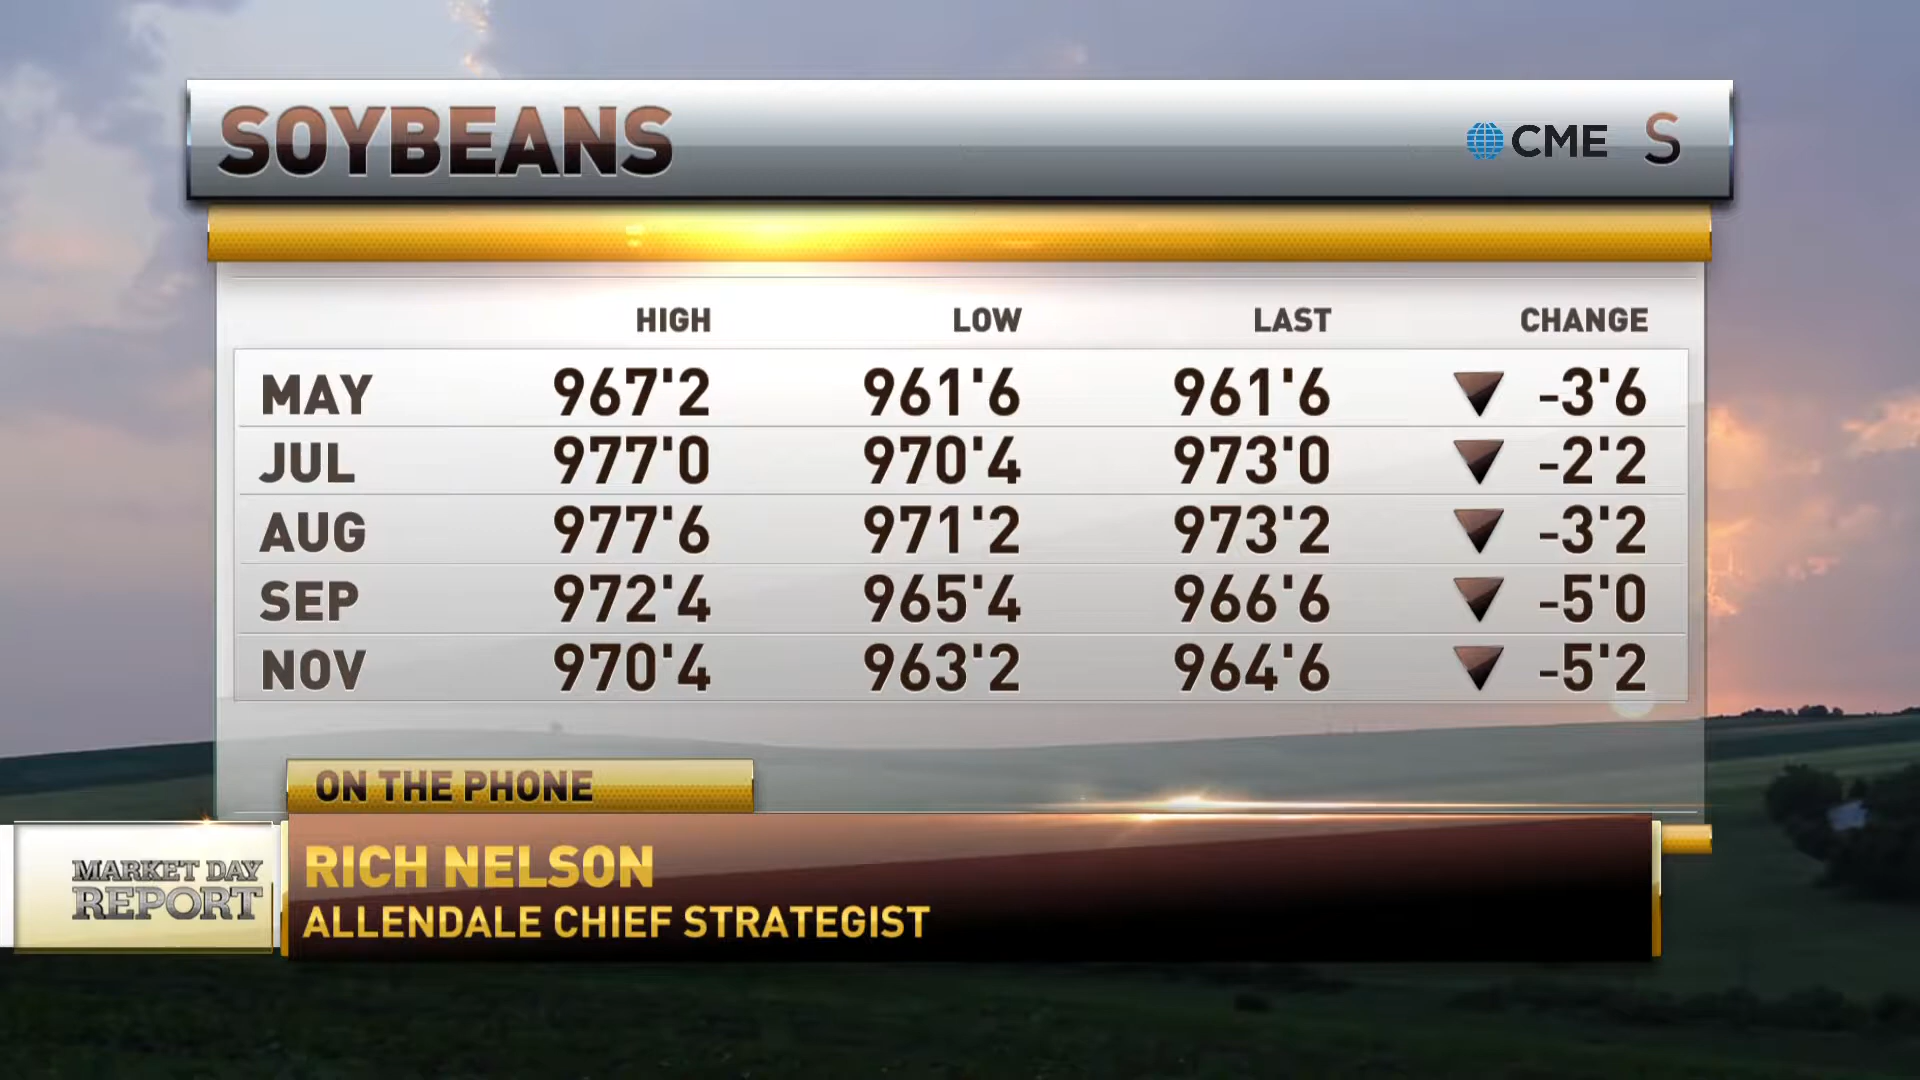 SOYBEANS CME S
HIGH LOW LAST CHANGE
MAY 967'2 961'6 961'6 -3'6
JUL 977'0 970'4 973'0 -2'2
AUG 977'6 971'2 973'2 -3'2
SEP 972'4 965'4 966'6 -5'0
NOV 970'4 963'2 964'6 -5'2
ON THE PHONE
RICH NELSON
ALLENDALE CHIEF STRATEGIST
MARKET DAY
REPORT